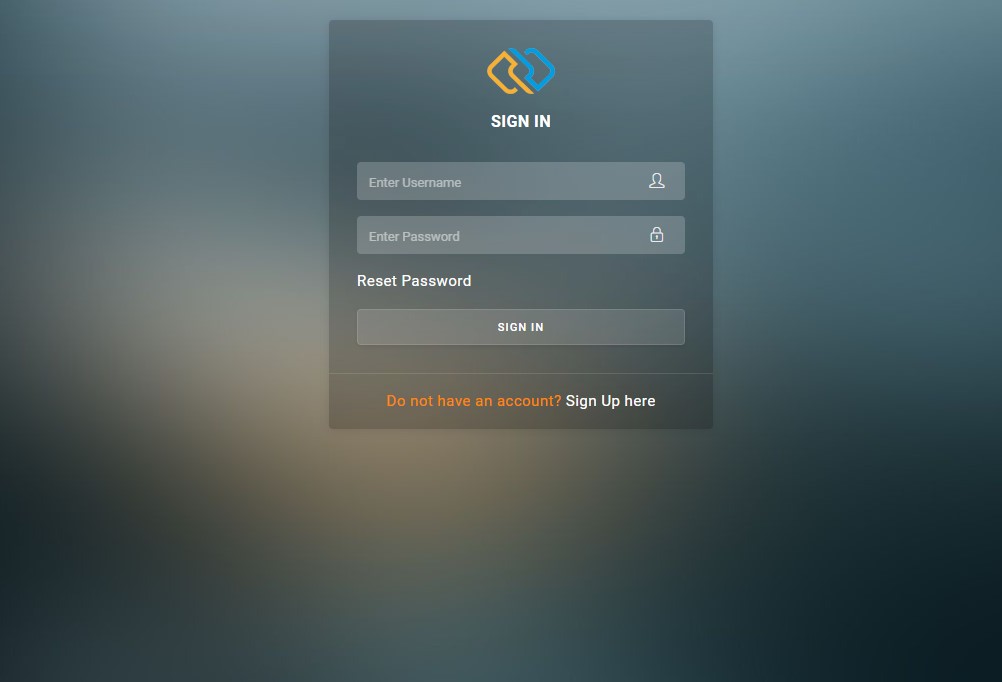 SIGN IN
Enter Username
Enter Password
Reset Password
SIGN IN
Do not have an account? Sign Up here